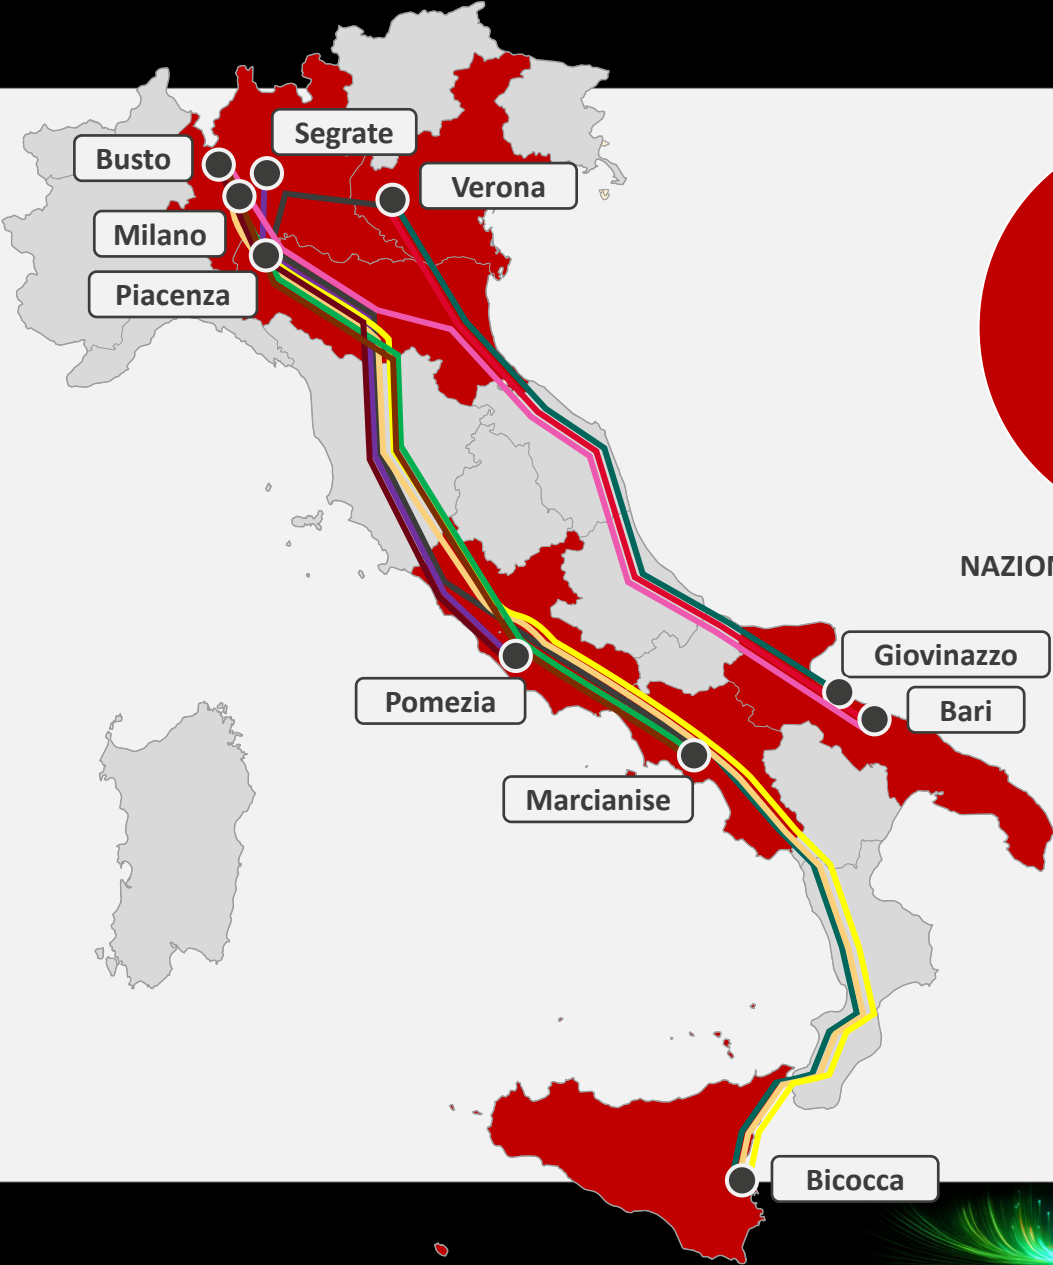 Segrate
Busto
Verona
Milano
Piacenza
NAZION
Giovinazzo
Pomezia
Bari
Marcianise
Bicocca